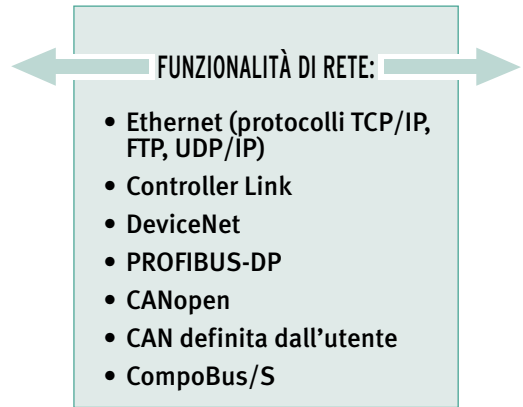 FUNZIONALITÀ DI RETE:
• Ethernet (protocolli TCP/IP,
FTP, UDP/IP)
• Controller Link
• DeviceNet
• PROFIBUS-DP
• CANopen
• CAN definita dall’utente
• CompoBus/S